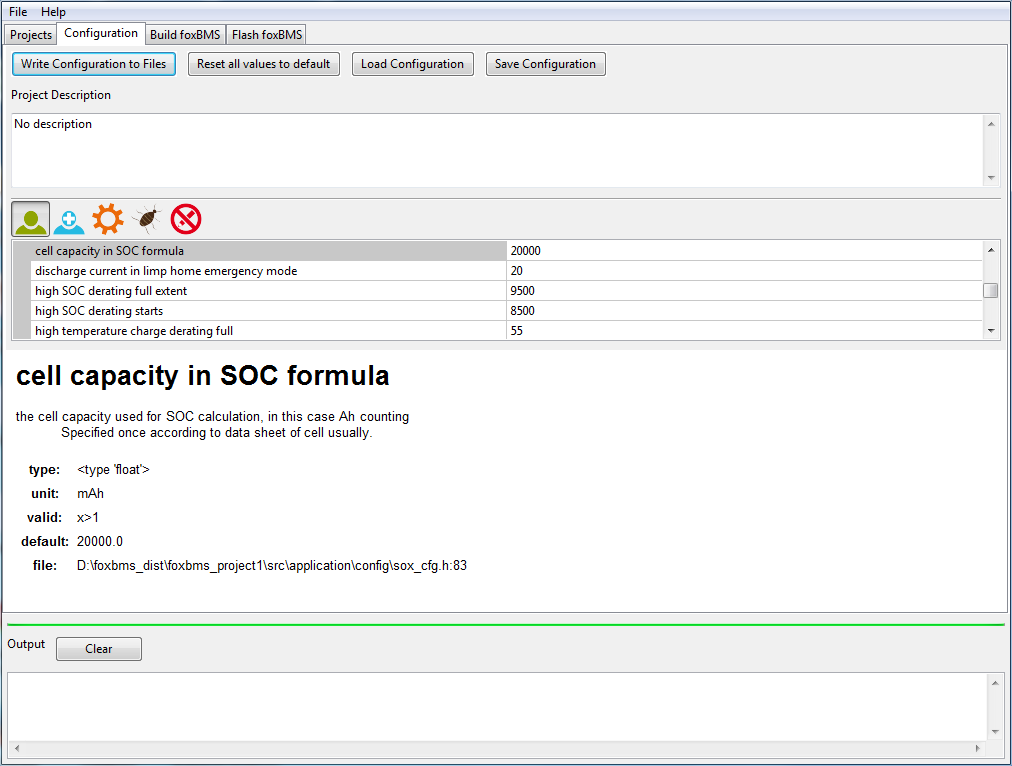 File Help
Projects Configuration Build foxBMS Flash foxBMS
Write Configuration to Files Reset all values to default Load Configuration Save Configuration
Project Description
No description
cell capacity in SOC formula 20000
discharge current in limp home emergency mode 20
high SOC derating full extent 9500
high SOC derating starts 8500
high temperature charge derating full 55
cell capacity in SOC formula
the cell capacity used for SOC calculation, in this case Ah counting
Specified once according to data sheet of cell usually.
type: <type 'float'>
unit: mAh
valid: x>1
default: 20000.0
file: D:\foxbms_dist\foxbms_project1\src\application\config\sox_cfg.h:83
Output Clear